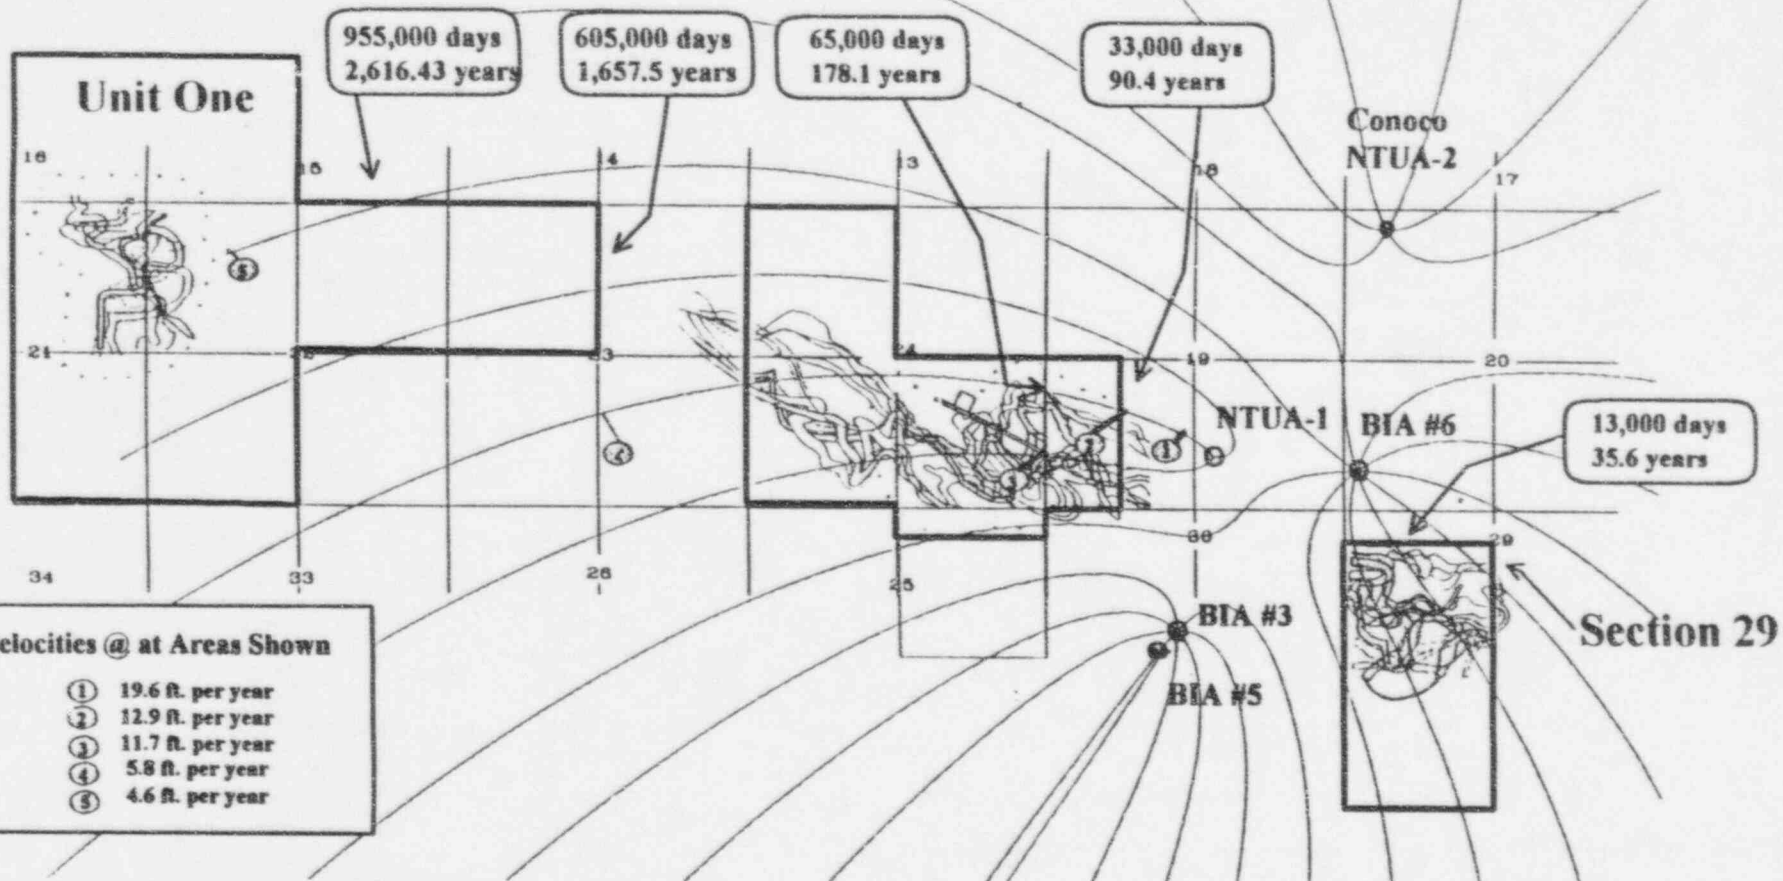 955,000 days
2,616.43 years
605,000 days
1,657.5 years
65,000 days
178.1 years
33,000 days
90.4 years
Unit One
Conoco
NTUA-2
16
15
4
13
18
17
5
21
23
24
19
20
NTUA-1
BIA #6
13,000 days
35.6 years
2
1
3
30
29
34
33
26
25
BIA #3
BIA #5
Section 29
elocities @ at Areas Shown
1 19.6 ft. per year
2 12.9 ft. per year
3 11.7 ft. per year
4 5.8 ft. per year
5 4.6 ft. per year